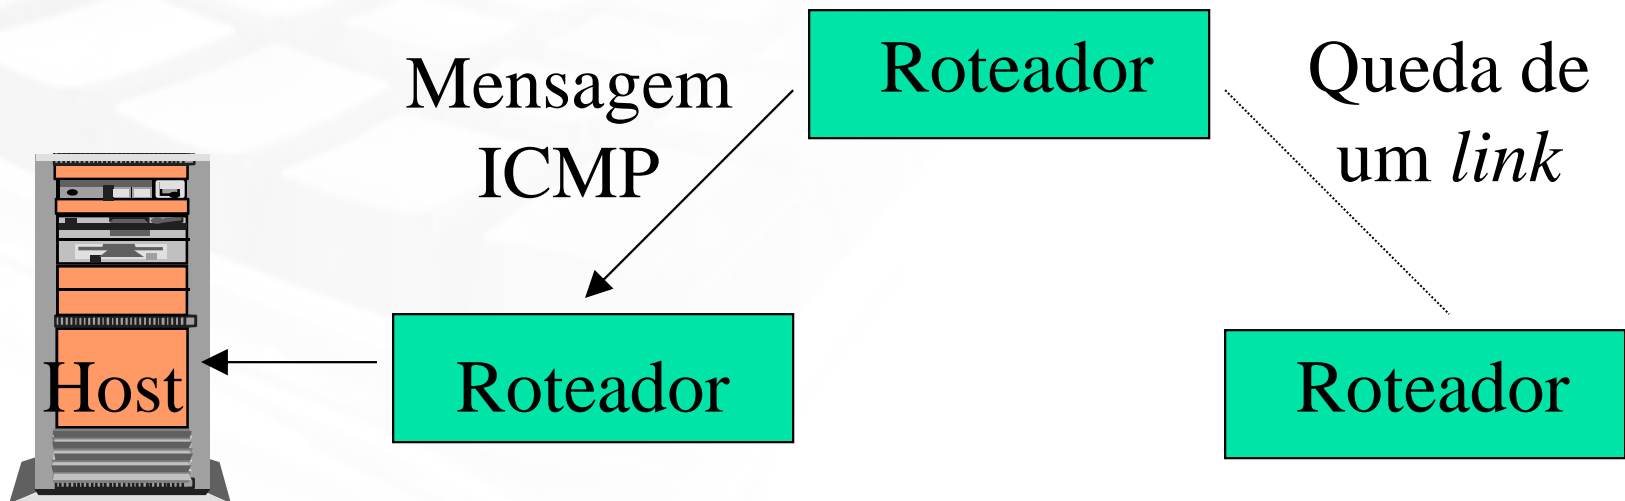 Roteador
Mensagem
ICMP
Queda de
um link
Host
Roteador
Roteador